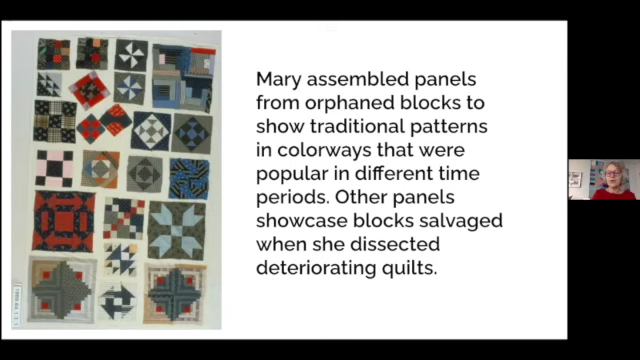 Mary assembled panels
from orphaned blocks to
show traditional patterns
in colorways that were
popular in different time
periods. Other panels
showcase blocks salvaged
when she dissected
deteriorating quilts.